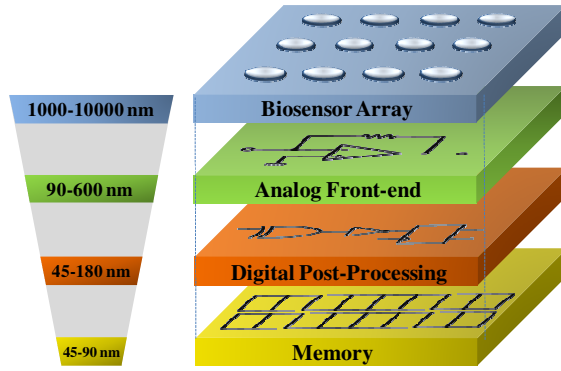 1000-10000 nm
Biosensor Array
90-600 nm
Analog Front-end
45-180 nm
Digital Post-Processing
45-90 nm
Memory